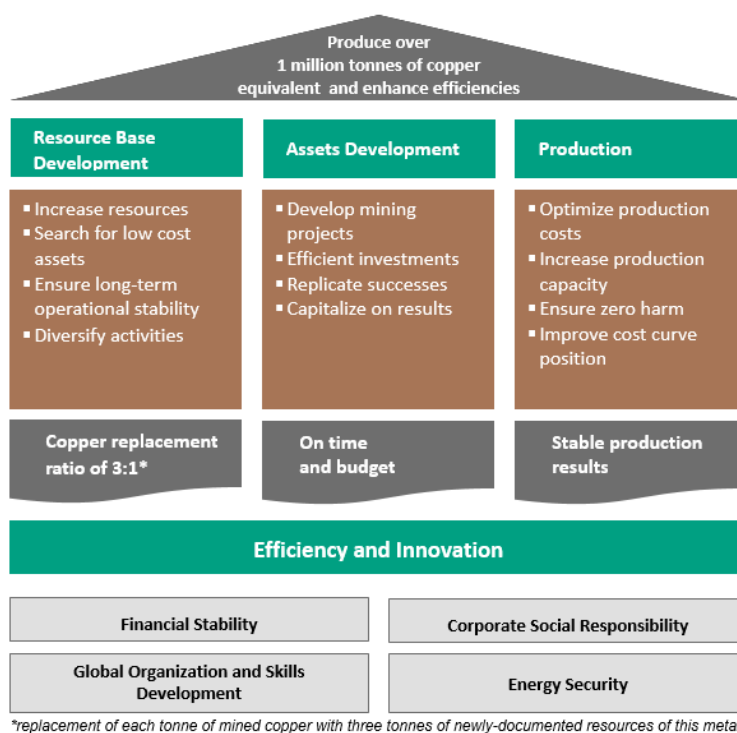 Produce over
1 million tonnes of copper
equivalent and enhance efficiencies
Resource Base
Development
▪ Increase resources
▪ Search for low cost
assets
▪ Ensure long-term
operational stability
▪ Diversify activities
Copper replacement
ratio of 3:1*
Assets Development
▪ Develop mining
projects
▪ Efficient investments
▪ Replicate successes
▪ Capitalize on results
On time
and budget
Production
▪ Optimize production
costs
▪ Increase production
capacity
▪ Ensure zero harm
▪ Improve cost curve
position
Stable production
results
Efficiency and Innovation
Financial Stability
Corporate Social Responsibility
Global Organization and Skills
Development
Energy Security
*replacement of each tonne of mined copper with three tonnes of newly-documented resources of this meta